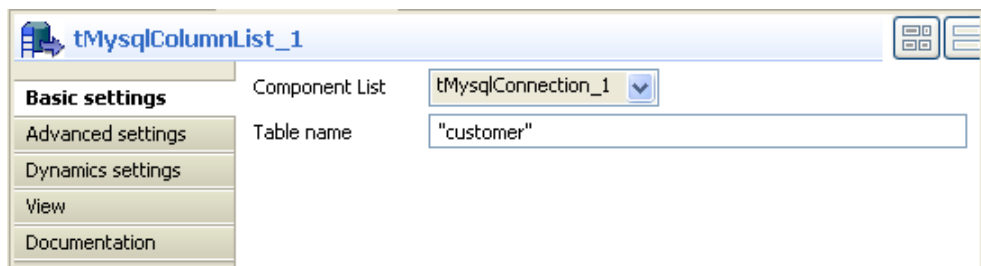 tMysqlColumnList_1
Basic settings
Component List
tMysqlConnection_1
Advanced settings
Table name
"customer"
Dynamics settings
View
Documentation